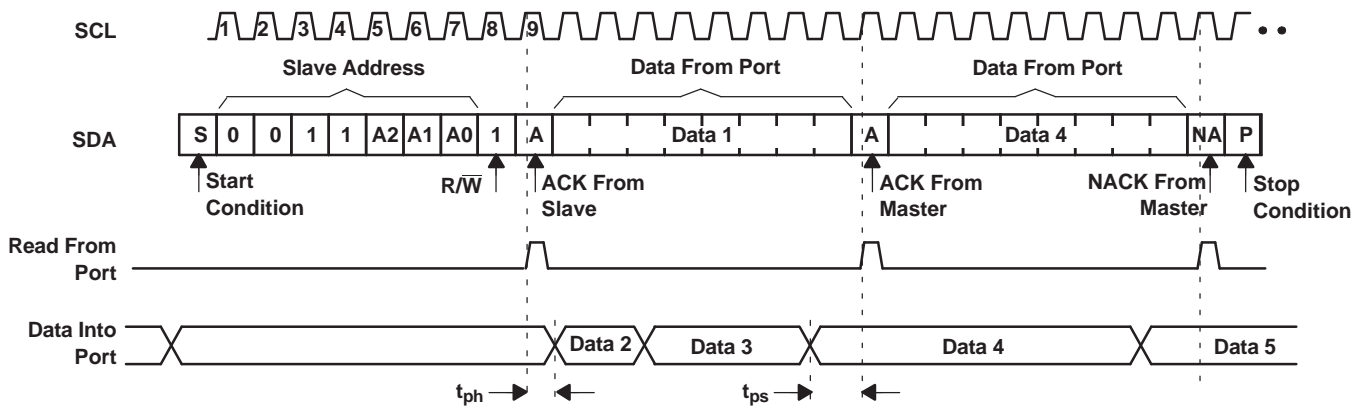 SCL
1 2 3 4 5 6 7 8 9
Slave Address
Data From Port
Data From Port
SDA
S 0 0 1 1 A2 A1 A0 1 A Data 1 A Data 4 NA P
Start
Condition
R/W̅
ACK From
Slave
ACK From
Master
NACK From
Master
Stop
Condition
Read From
Port
Data Into
Port
Data 2
Data 3
Data 4
Data 5
tph
tps